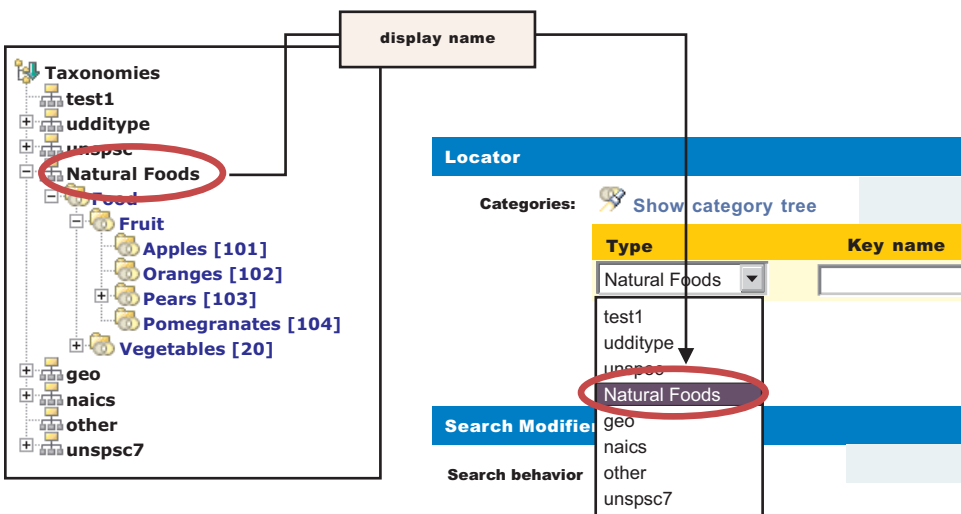 display name
Taxonomies
test1
udditype
unspsc
Natural Foods
Food
Fruit
Apples [101]
Oranges [102]
Pears [103]
Pomegranates [104]
Vegetables [20]
geo
naics
other
unspsc7
Locator
Categories: Show category tree
Type Key name
Natural Foods
test1
udditype
unspsc
Natural Foods
geo
naics
other
unspsc7
Search Modifie
Search behavior